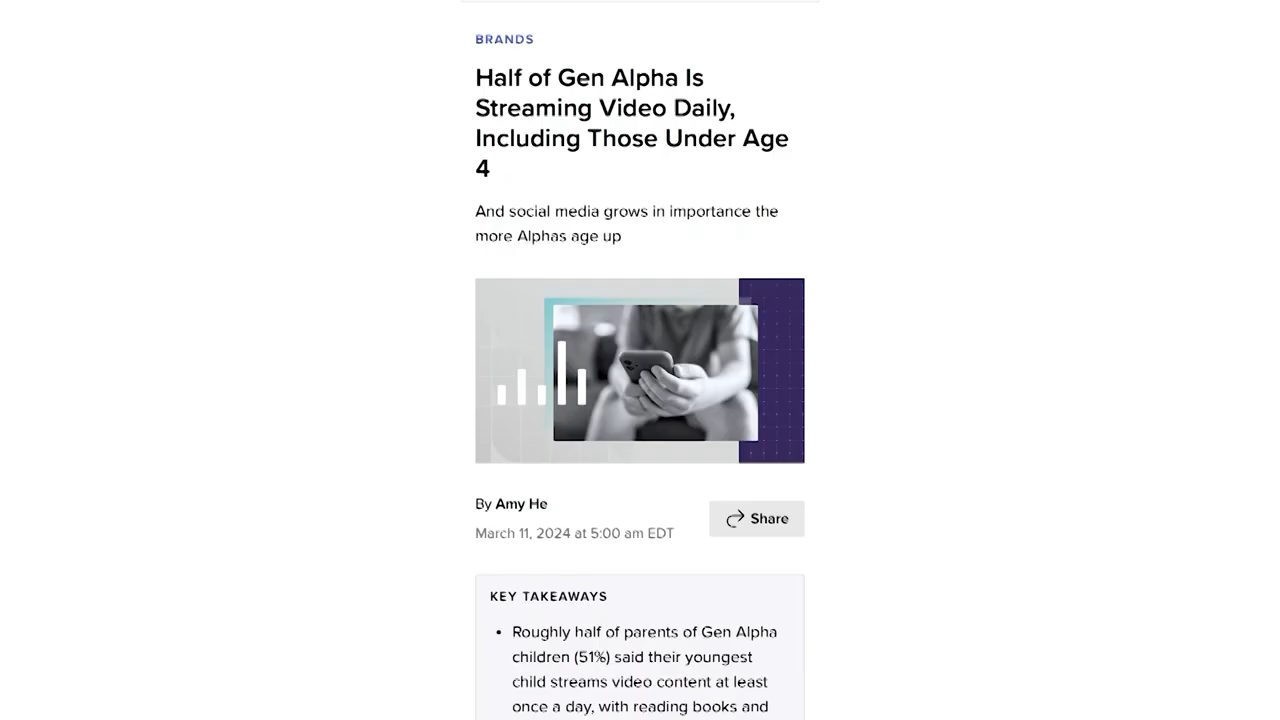 BRANDS
Half of Gen Alpha Is
Streaming Video Daily,
Including Those Under Age
4
And social media grows in importance the
more Alphas age up
By Amy He
March 11, 2024 at 5:00 am EDT
Share
KEY TAKEAWAYS
• Roughly half of parents of Gen Alpha
children (51%) said their youngest
child streams video content at least
once a day, with reading books and